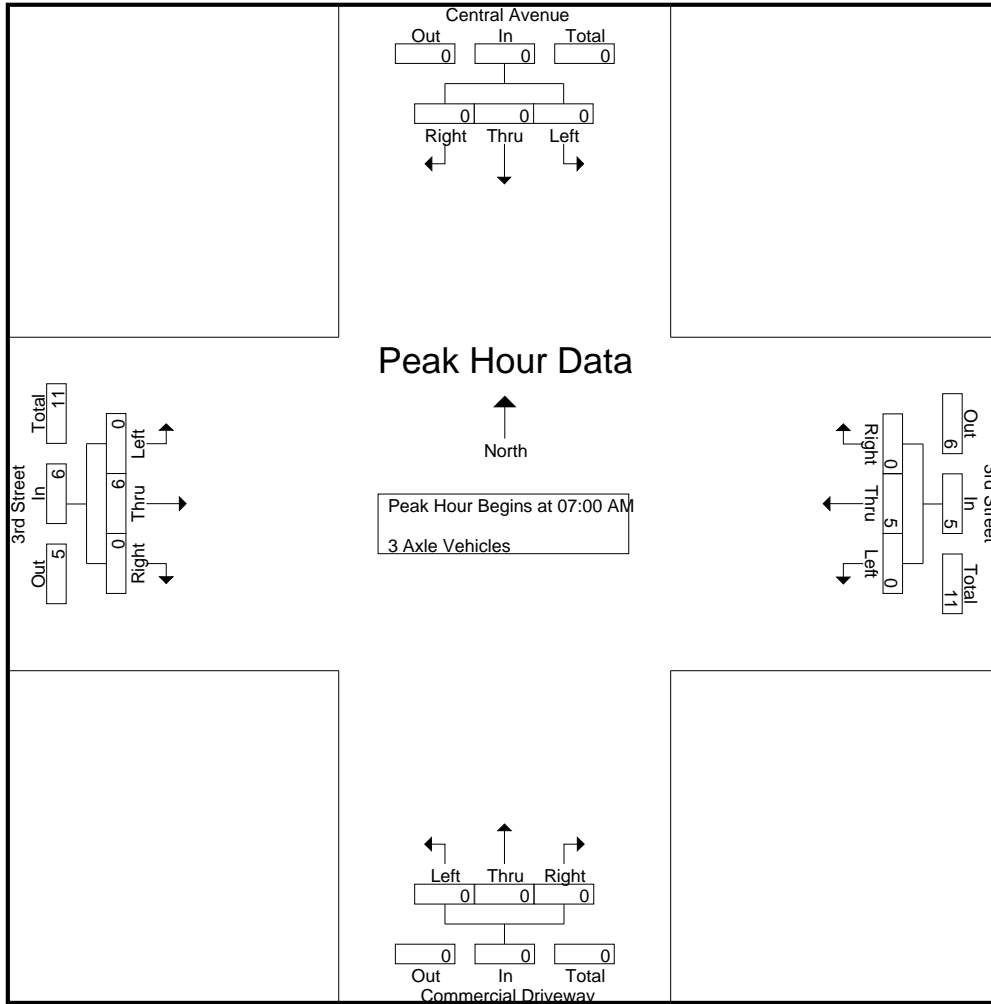 Central Avenue
Out In Total
0 0 0
0 0 0
Right Thru Left
Peak Hour Data
North
Peak Hour Begins at 07:00 AM
3 Axle Vehicles
3rd Street
Total In Out
11 6 5
0 6 0
Left Thru Right
Right Thru Left
0 5 0
Out In Total
6 5 11
3rd Street
Left Thru Right
0 0 0
0 0 0
Out In Total
Commercial Driveway